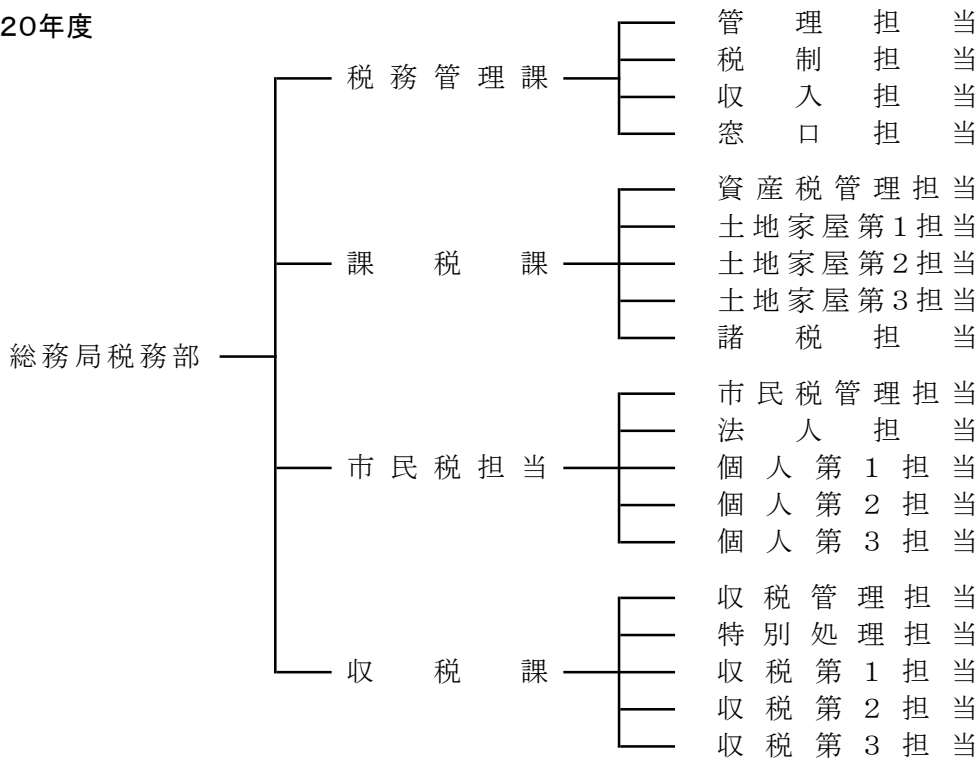 20年度
管理担当
税制担当
税務管理課
収入担当
窓口担当
資産税管理担当
土地家屋第1担当
課税課
土地家屋第2担当
土地家屋第3担当
諸税担当
総務局税務部
市民税管理担当
法人担当
市民税担当
個人第1担当
個人第2担当
個人第3担当
収税管理担当
特別処理担当
収税課
収税第1担当
収税第2担当
収税第3担当